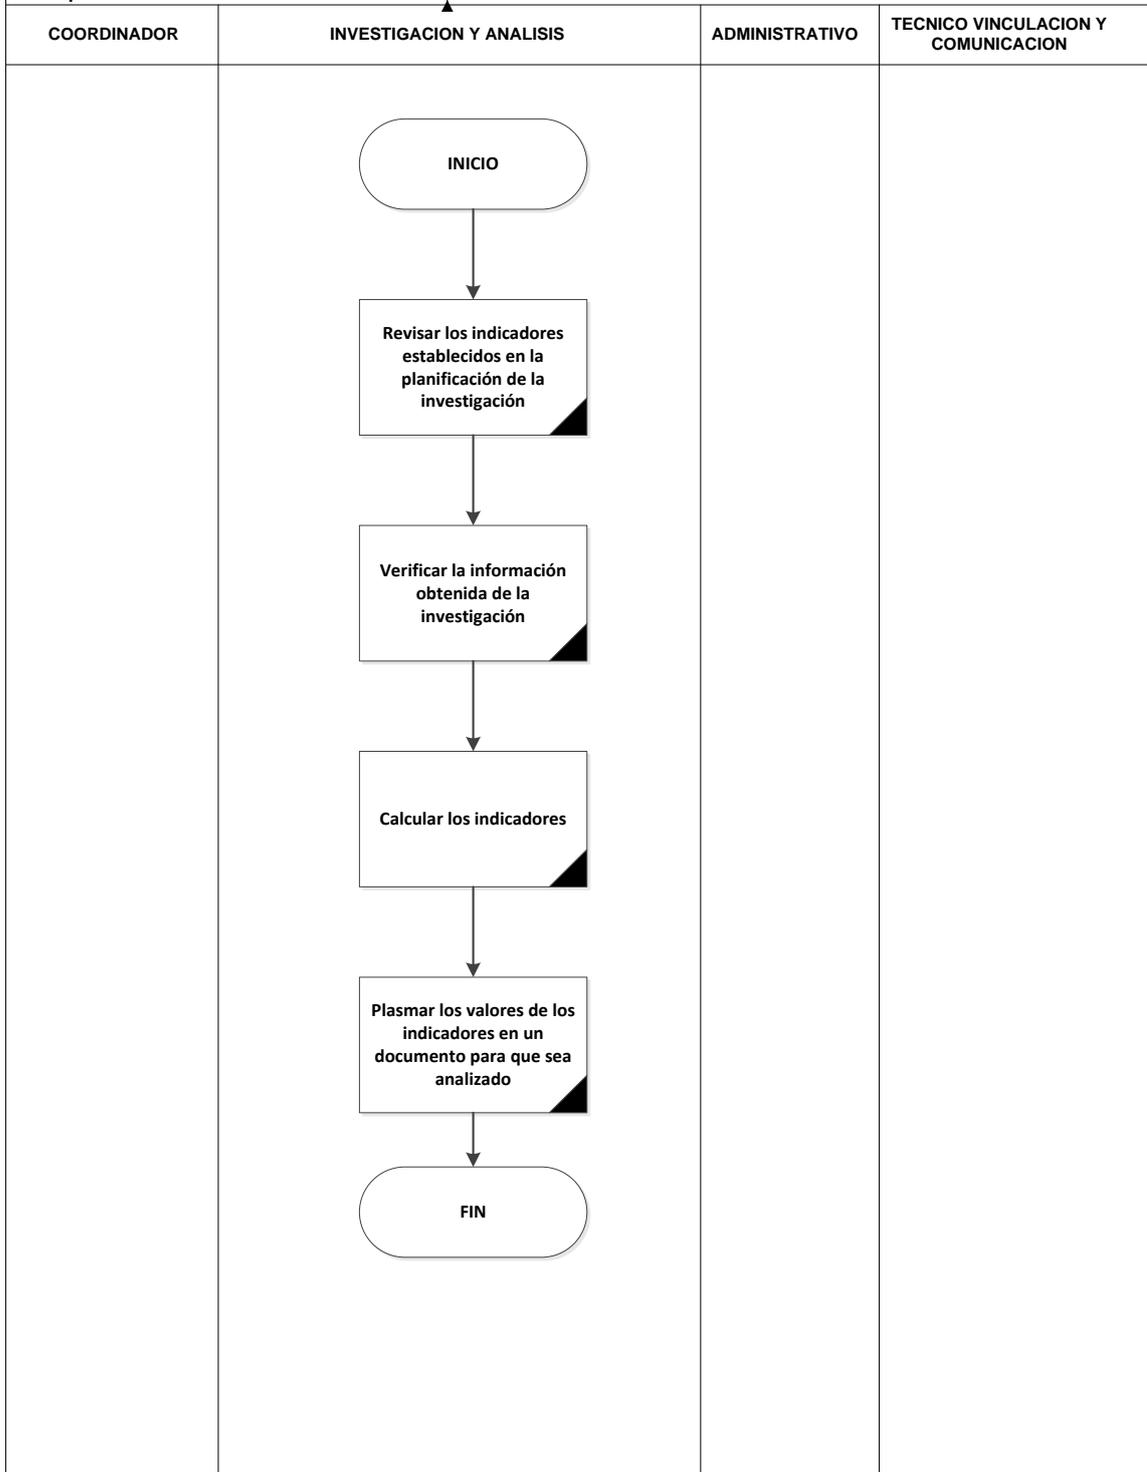 COORDINADOR
INVESTIGACION Y ANALISIS
ADMINISTRATIVO
TECNICO VINCULACION Y
COMUNICACION
INICIO
Revisar los indicadores
establecidos en la
planificación de la
investigación
Verificar la información
obtenida de la
investigación
Calcular los indicadores
Plasmar los valores de los
indicadores en un
documento para que sea
analizado
FIN